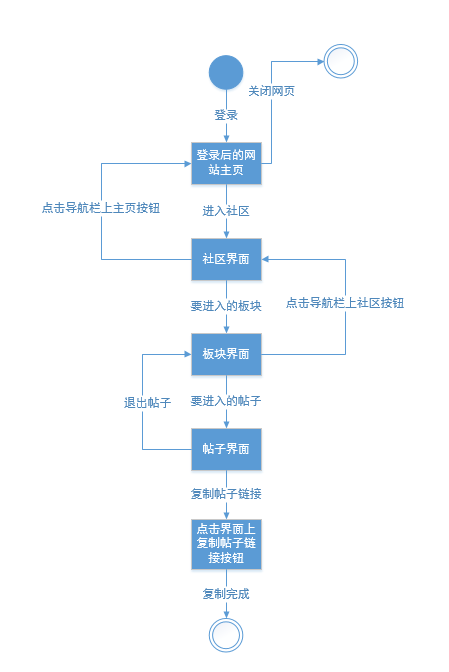 关闭网页
登录
登录后的网
站主页
点击导航栏上主页按钮
进入社区
社区界面
要进入的板块
点击导航栏上社区按钮
板块界面
退出帖子
要进入的帖子
帖子界面
复制帖子链接
点击界面上
复制帖子链
接按钮
复制完成